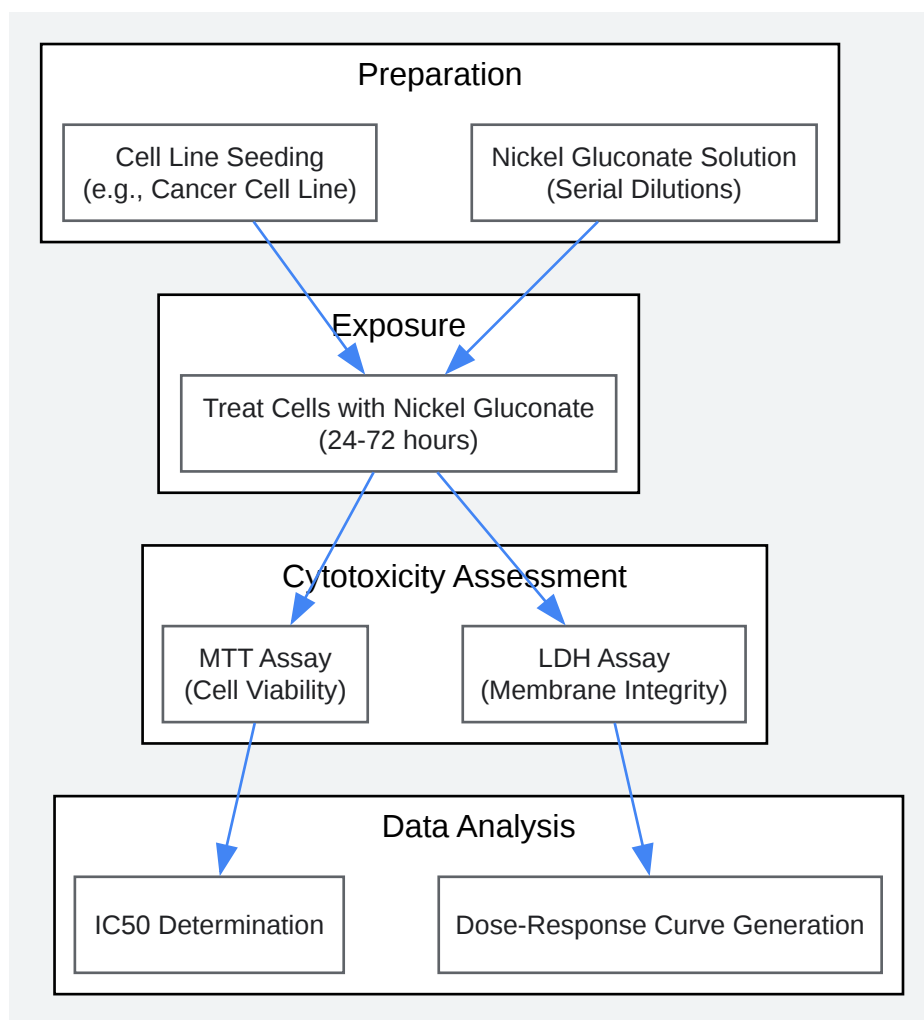 Preparation
Cell Line Seeding
(e.g., Cancer Cell Line)
Nickel Gluconate Solution
(Serial Dilutions)
Exposure
Treat Cells with Nickel Gluconate
(24-72 hours)
Cytotoxicity Assessment
MTT Assay
(Cell Viability)
LDH Assay
(Membrane Integrity)
Data Analysis
IC50 Determination
Dose-Response Curve Generation